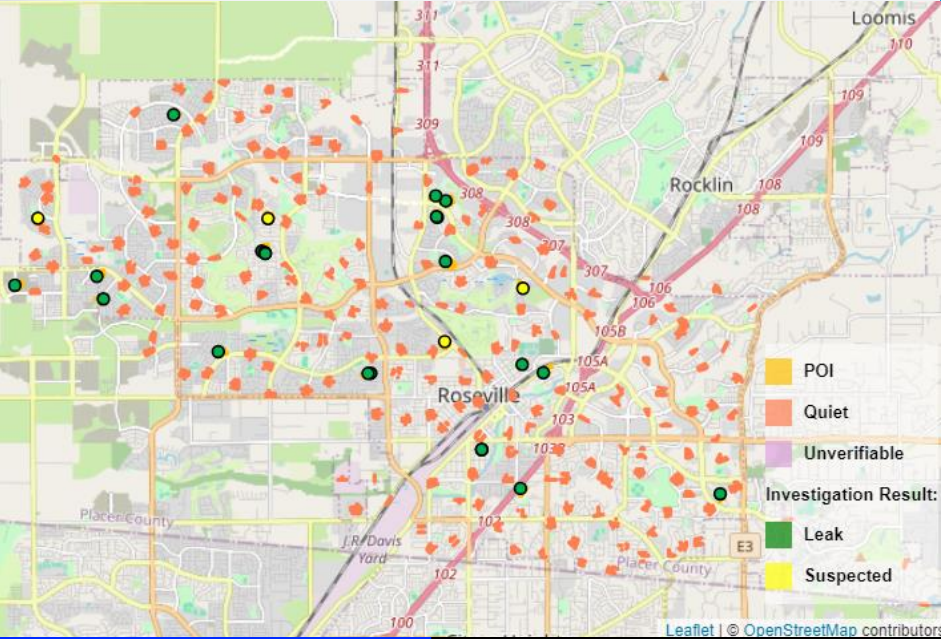 311
Loomis
110
311
109
309
109
308
Rocklin
108
308
108
307
307
106
106
105B
105A
POI
105A
Roseville
Quiet
103
103B
Unverifiable
Investigation Result:
Placer County
102
Leak
J.R. Davis
Yard
E3
Placer County
102
Suspected
100
Leaflet | © OpenStreetMap contributors